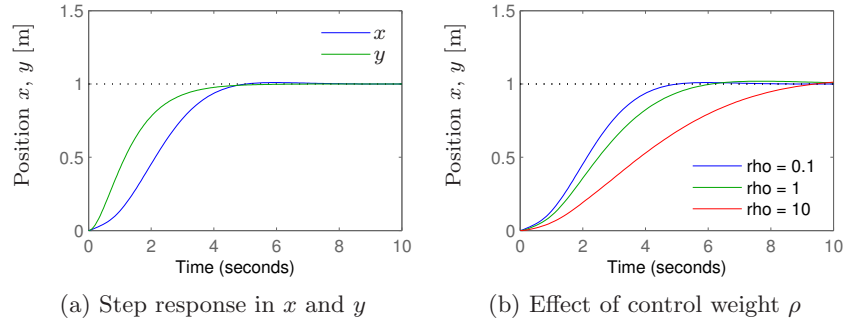 1.5
1
0.5
0
Position x, y [m]
x
y
0 2 4 6 8 10
Time (seconds)
(a) Step response in x and y
1.5
1
0.5
0
Position x, y [m]
rho = 0.1
rho = 1
rho = 10
0 2 4 6 8 10
Time (seconds)
(b) Effect of control weight ρ